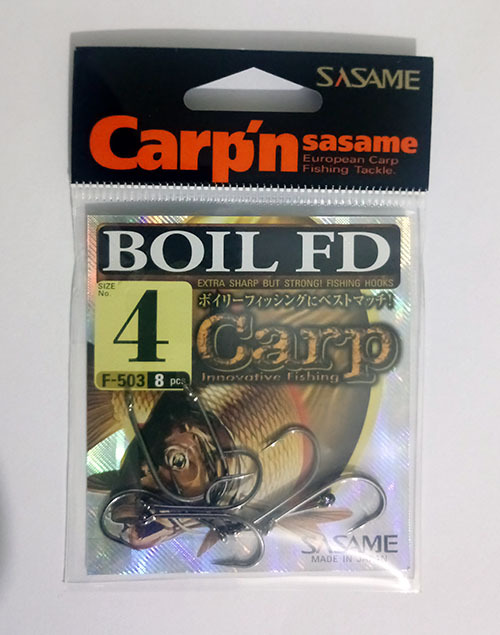 SASAME
Carp'n sasame
European Carp
Fishing Tackle.
BOIL FD
EXTRA SHARP BUT STRONG! FISHING HOOKS
SIZE
No.
4
ボイリーフィッシングにベストマッチ!
Carp
Innovative Fishing
F-503 8 pcs
SASAME
MADE IN JAPAN